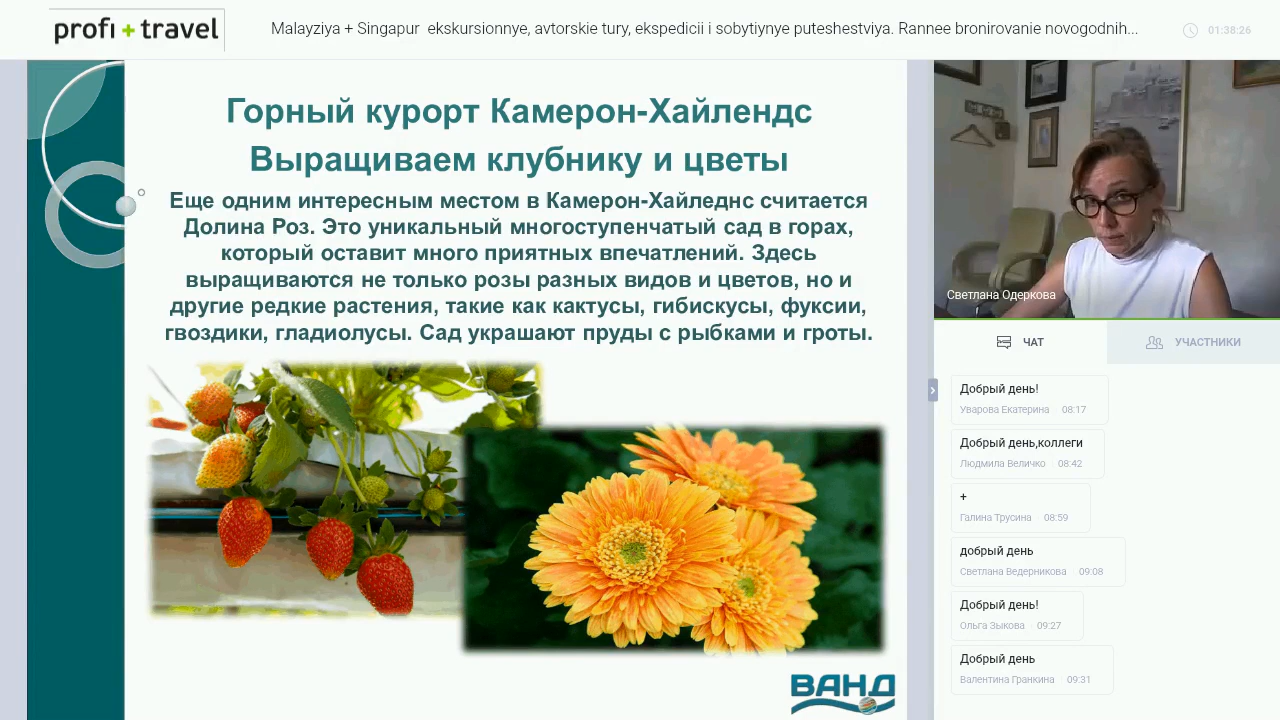 profi + travel
Malayziya + Singapur ekskursionnye, avtorskie tury, ekspedicii i sobytiynye puteshestviya. Rannee bronirovanie novogodnih...
01:38:26
Горный курорт Камерон-Хайлендс
Выращиваем клубнику и цветы
Еще одним интересным местом в Камерон-Хайледнс считается
Долина Роз. Это уникальный многоступенчатый сад в горах,
который оставит много приятных впечатлений. Здесь
выращиваются не только розы разных видов и цветов, но и
другие редкие растения, такие как кактусы, гибискусы, фуксии,
гвоздики, гладиолусы. Сад украшают пруды с рыбками и гроты.
ВАНД
Светлана Одеркова
ЧАТ
УЧАСТНИКИ
Добрый день!
Уварова Екатерина 08:17
Добрый день,коллеги
Людмила Величко 08:42
+
Галина Трусина 08:59
добрый день
Светлана Ведерникова 09:08
Добрый день!
Ольга Зыкова 09:27
Добрый день
Валентина Гранкина 09:31